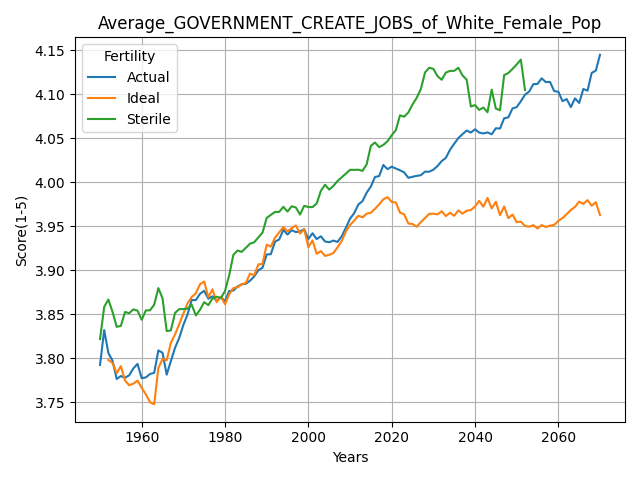 Average_GOVERNMENT_CREATE_JOBS_of_White_Female_Pop
Fertility
Actual
Ideal
Sterile
Score(1-5)
4.15
4.10
4.05
4.00
3.95
3.90
3.85
3.80
3.75
1960
1980
2000
2020
2040
2060
Years